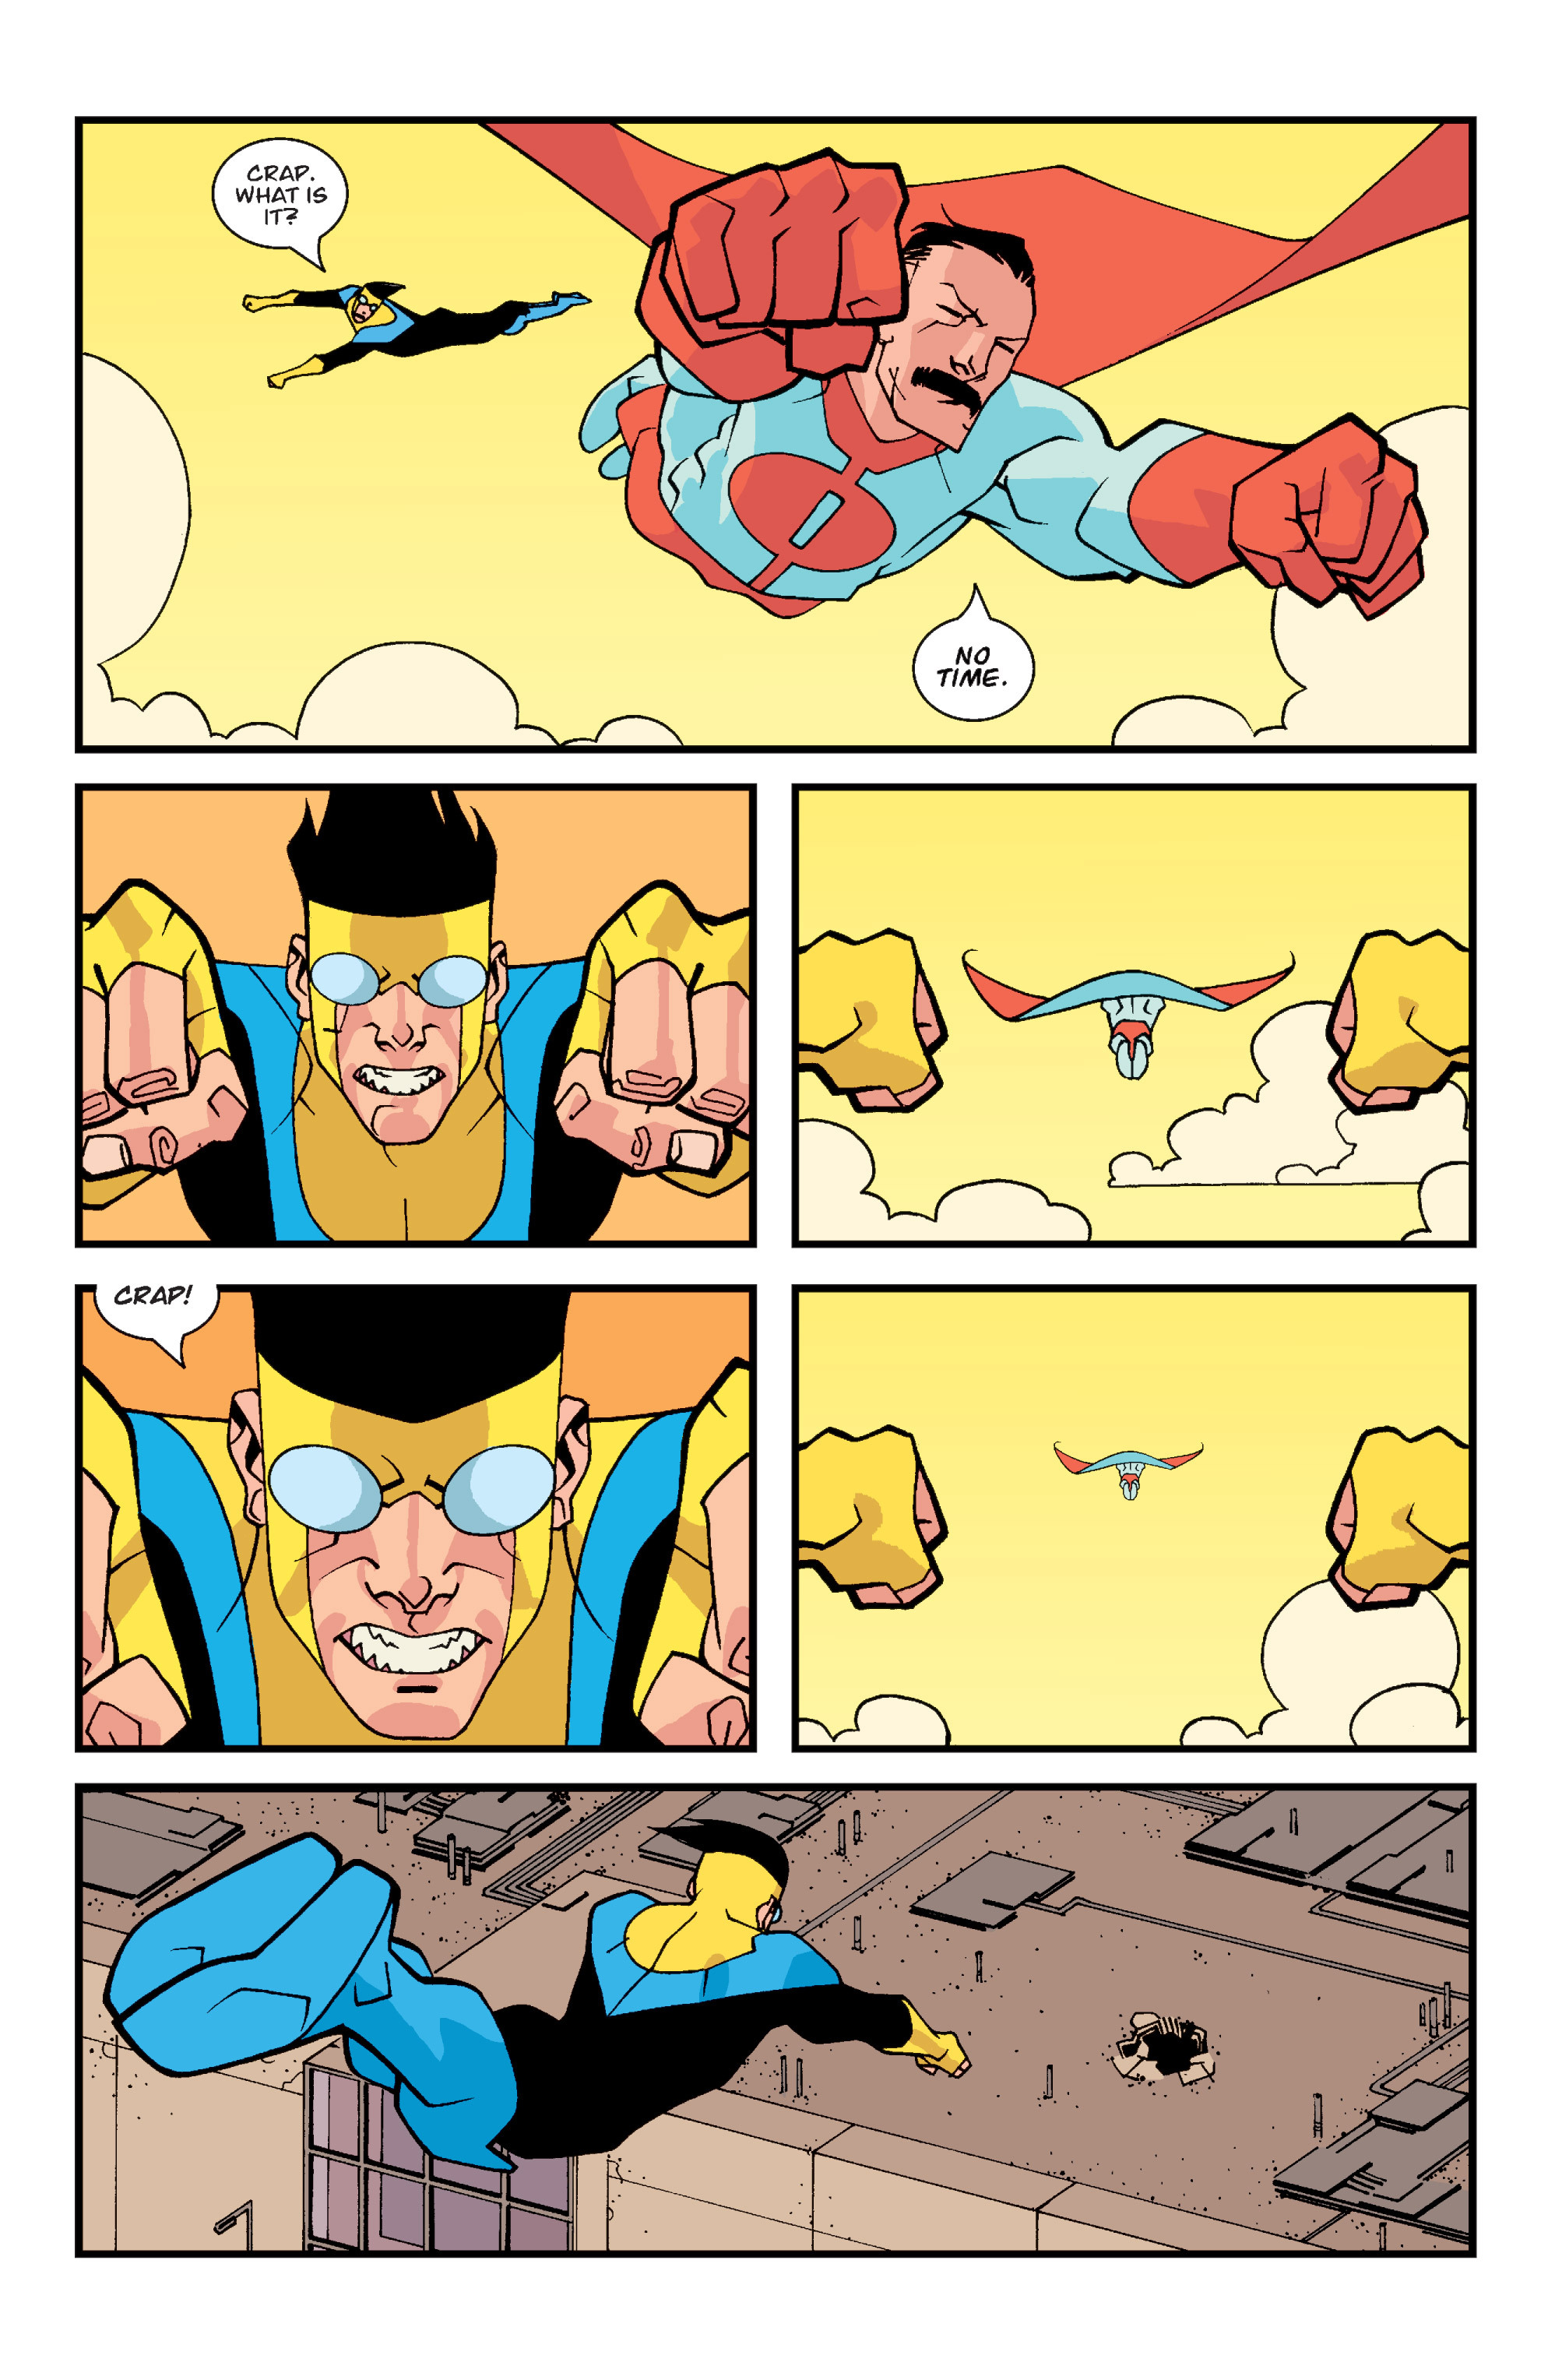 CRAP.
WHAT IS
IT?
NO
TIME.
CRAP!